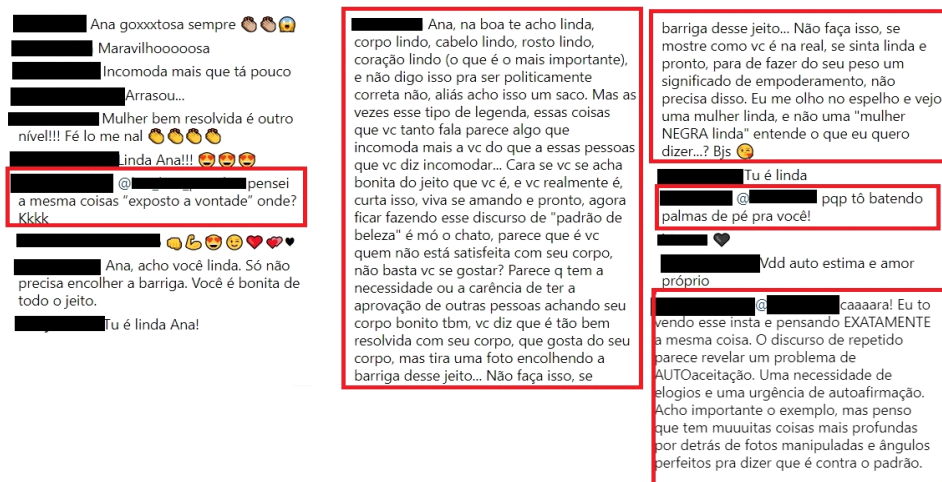 Ana goxxxtosa sempre 👏🏽👏🏽😱
Maravilhooooosa
Incomoda mais que tá pouco
Arrasou...
Mulher bem resolvida é outro
nível!!! Fé lo me nal 👏👏👏👏
Linda Ana!!! 😍😍😍
@ pensei
a mesma coisas “exposto a vontade” onde?
Kkkk
👊💪😍😉❤️💕♥
Ana, acho você linda. Só não
precisa encolher a barriga. Você é bonita de
todo o jeito.
Tu é linda Ana!
Ana, na boa te acho linda,
corpo lindo, cabelo lindo, rosto lindo,
coração lindo (o que é o mais importante),
e não digo isso pra ser politicamente
correta não, aliás acho isso um saco. Mas as
vezes esse tipo de legenda, essas coisas
que vc tanto fala parece algo que
incomoda mais a vc do que a essas pessoas
que vc diz incomodar... Cara se vc se acha
bonita do jeito que vc é, e vc realmente é,
curta isso, viva se amando e pronto, agora
ficar fazendo esse discurso de "padrão de
beleza" é mó o chato, parece que é vc
quem não está satisfeita com seu corpo,
não basta vc se gostar? Parece q tem a
necessidade ou a carência de ter a
aprovação de outras pessoas achando seu
corpo bonito tbm, vc diz que é tão bem
resolvida com seu corpo, que gosta do seu
corpo, mas tira uma foto encolhendo a
barriga desse jeito... Não faça isso, se
barriga desse jeito... Não faça isso, se
mostre como vc é na real, se sinta linda e
pronto, para de fazer do seu peso um
significado de empoderamento, não
precisa disso. Eu me olho no espelho e vejo
uma mulher linda, e não uma "mulher
NEGRA linda" entende o que eu quero
dizer...? Bjs 😘
Tu é linda
@ pqp tô batendo
palmas de pé pra você!
🖤
Vdd auto estima e amor
próprio
@ caaaara! Eu to
vendo esse insta e pensando EXATAMENTE
a mesma coisa. O discurso de repetido
parece revelar um problema de
AUTOaceitação. Uma necessidade de
elogios e uma urgência de autoafirmação.
Acho importante o exemplo, mas penso
que tem muuuitas coisas mais profundas
por detrás de fotos manipuladas e ângulos
perfeitos pra dizer que é contra o padrão.